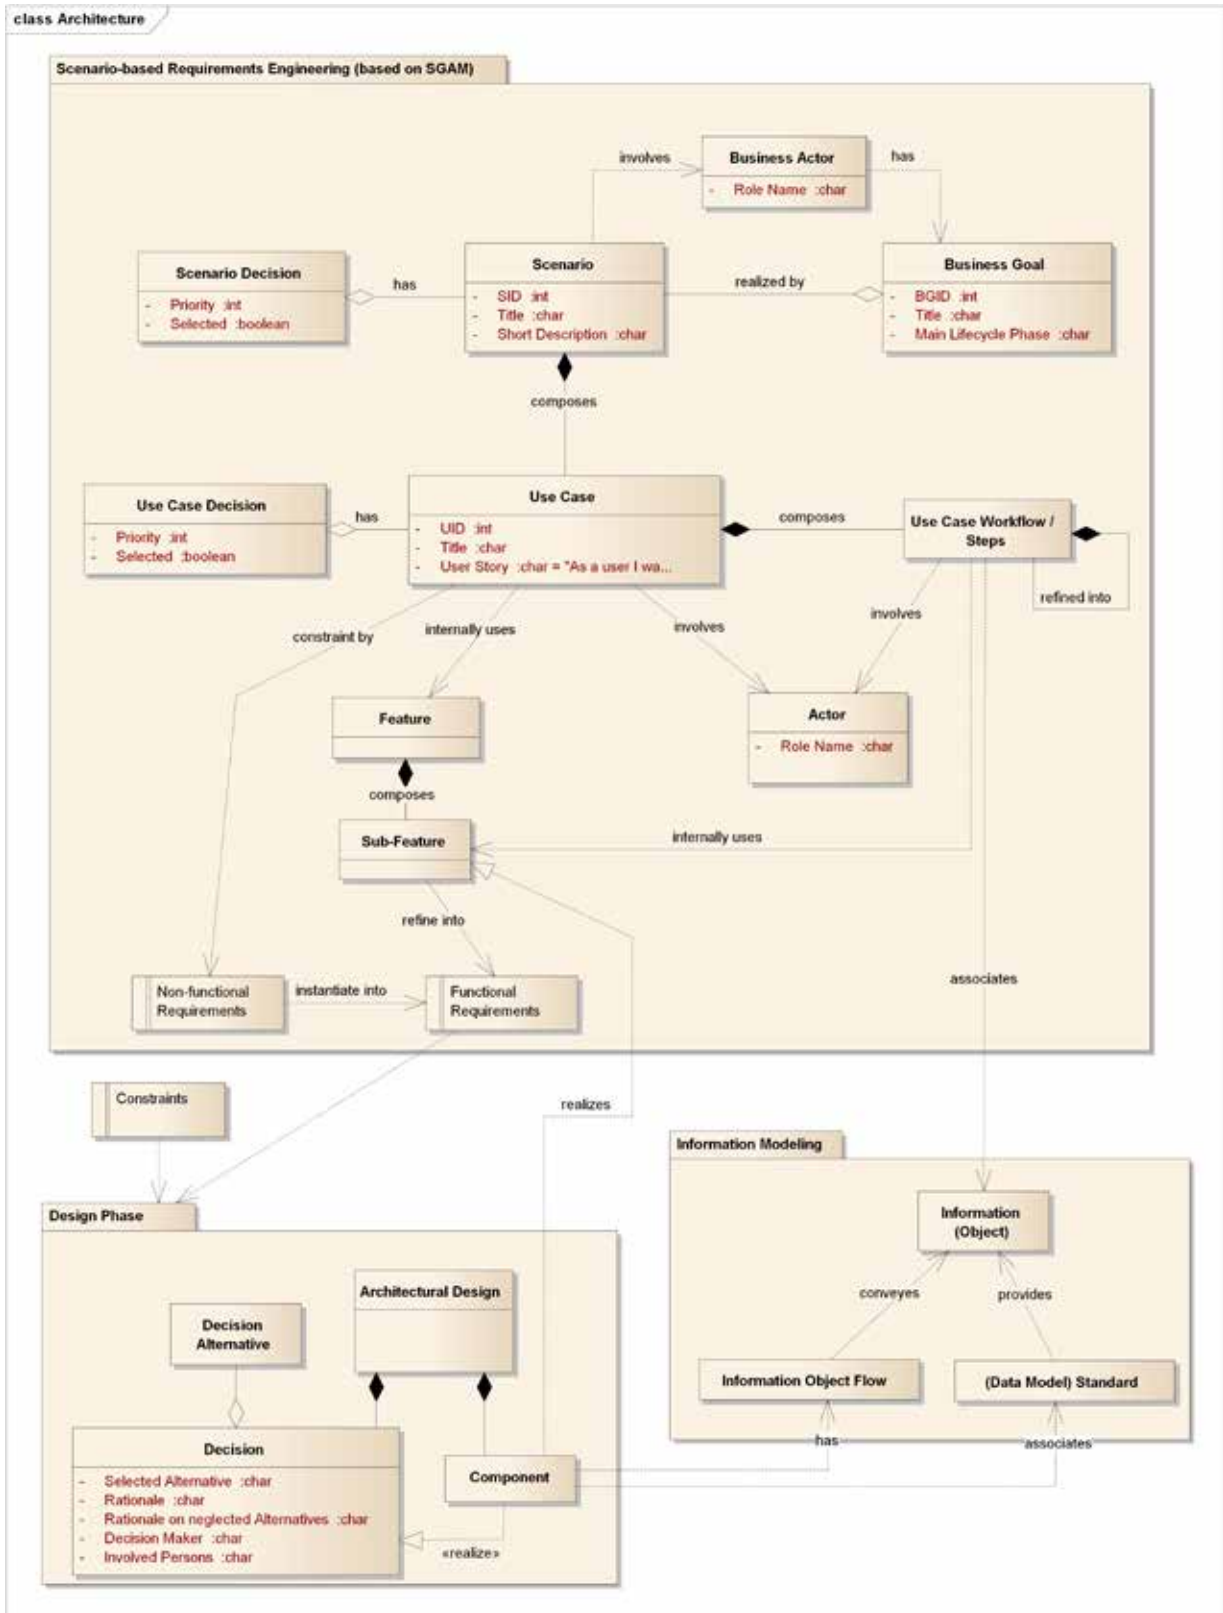 class Architecture
Scenario-based Requirements Engineering (based on SGAM)
involves
Business Actor
has
- Role Name :char
Scenario Decision
- Priority :int
- Selected :boolean
has
Scenario
- SID :int
- Title :char
- Short Description :char
realized by
Business Goal
- BGID :int
- Title :char
- Main Lifecycle Phase :char
composes
Use Case Decision
- Priority :int
- Selected :boolean
has
Use Case
- UID :int
- Title :char
- User Story :char = "As a user I wa...
composes
Use Case Workflow /
Steps
refined into
constraint by
internally uses
involves
involves
Feature
Actor
- Role Name :char
composes
Sub-Feature
internally uses
refine into
Non-functional
Requirements
instantiate into
Functional
Requirements
associates
Constraints
realizes
Information Modeling
Design Phase
Information
(Object)
Architectural Design
conveyes
provides
Decision
Alternative
Information Object Flow
(Data Model) Standard
has
associates
Decision
- Selected Alternative :char
- Rationale :char
- Rationale on neglected Alternatives :char
- Decision Maker :char
- Involved Persons :char
Component
«realize»